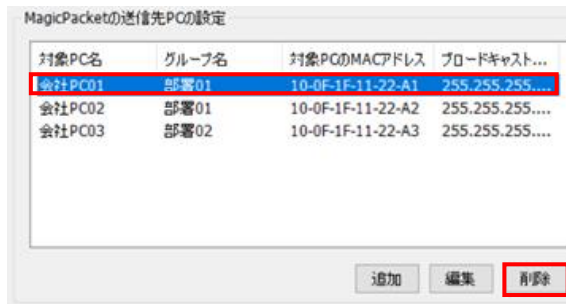 MagicPacketの送信先PCの設定
対象PC名 グループ名 対象PCのMACアドレス ブロードキャスト...
会社PC01 部署01 10-0F-1F-11-22-A1 255.255.255....
会社PC02 部署01 10-0F-1F-11-22-A2 255.255.255....
会社PC03 部署02 10-0F-1F-11-22-A3 255.255.255....
追加 編集 削除